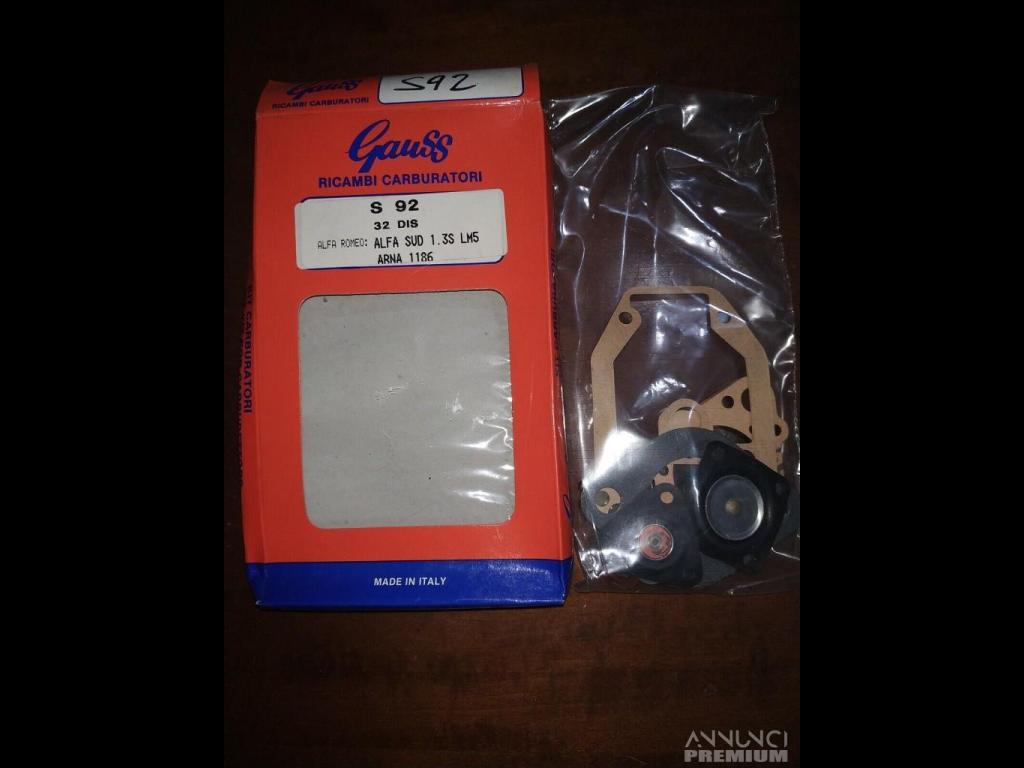 Gauss
RICAMBI CARBURATORI
S92
Gauss
RICAMBI CARBURATORI
S 92
32 DIS
ALFA ROMEO: ALFA SUD 1.3S LM5
ARNA 1186
CARBURATORI
MADE IN ITALY
ANNUNCI
PREMIUM